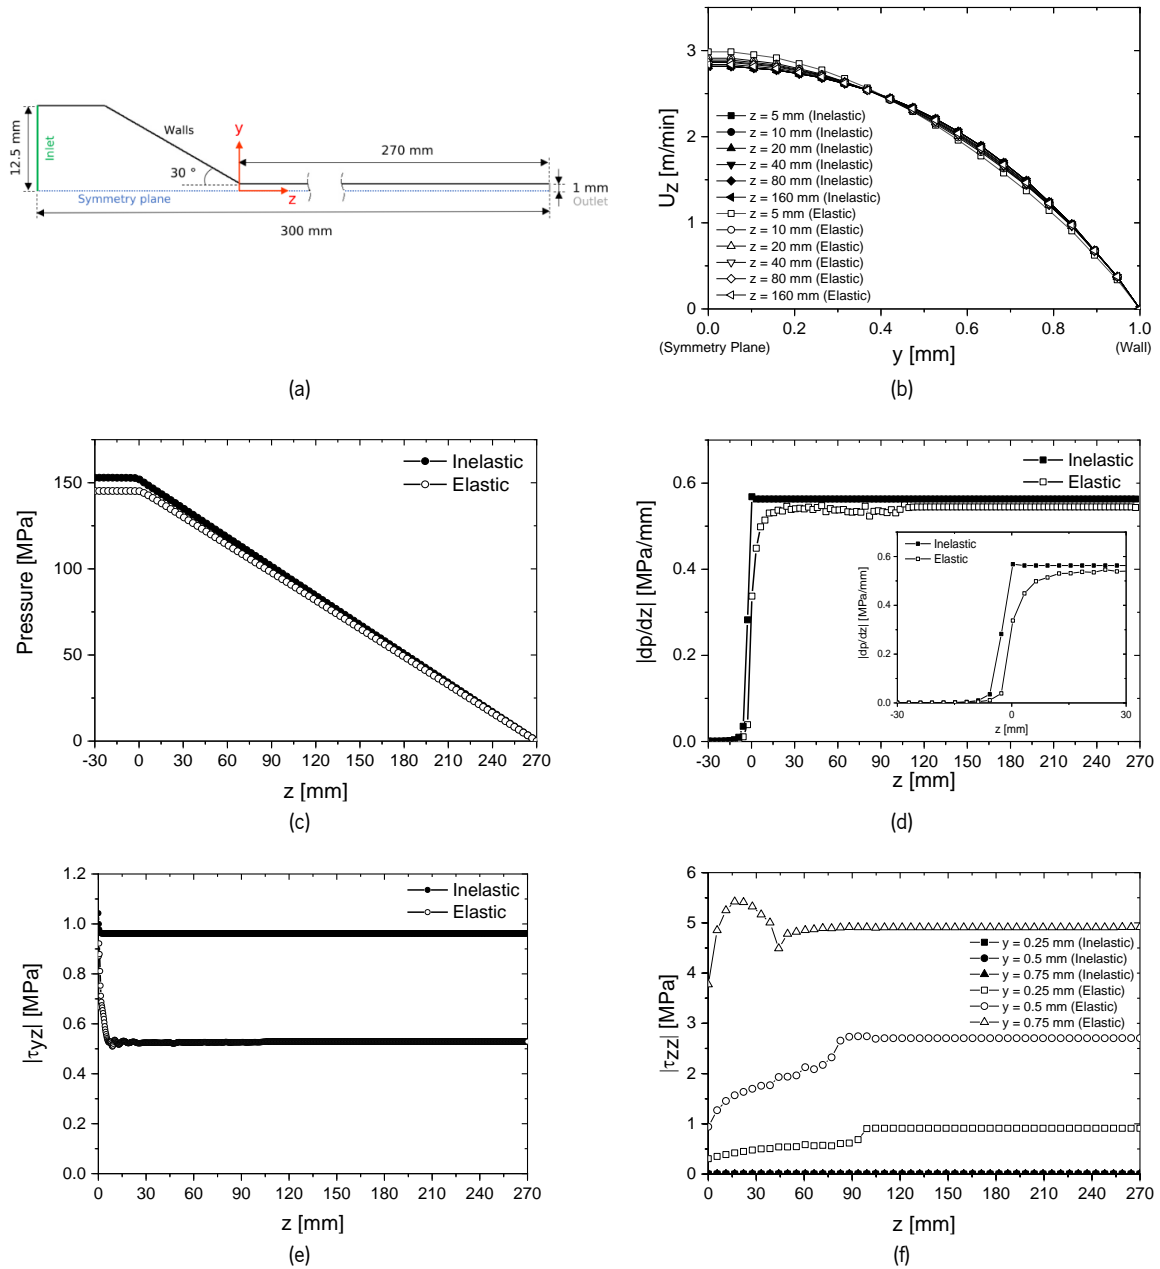 12.5 mm
Inlet
Walls
30 °
y
z
270 mm
1 mm
Outlet
Symmetry plane
300 mm
(a)
Uz [m/min]
3
2
1
0
z = 5 mm (Inelastic)
z = 10 mm (Inelastic)
z = 20 mm (Inelastic)
z = 40 mm (Inelastic)
z = 80 mm (Inelastic)
z = 160 mm (Inelastic)
z = 5 mm (Elastic)
z = 10 mm (Elastic)
z = 20 mm (Elastic)
z = 40 mm (Elastic)
z = 80 mm (Elastic)
z = 160 mm (Elastic)
0.0 0.2 0.4 0.6 0.8 1.0
(Symmetry Plane) (Wall)
y [mm]
(b)
Pressure [MPa]
150
100
50
0
Inelastic
Elastic
-30 0 30 60 90 120 150 180 210 240 270
z [mm]
(c)
|dp/dz| [MPa/mm]
0.6
0.4
0.2
0.0
Inelastic
Elastic
|dp/dz| [MPa/mm]
0.6
0.4
0.2
0.0
Inelastic
Elastic
-30 0 30
z [mm]
-30 0 30 60 90 120 150 180 210 240 270
z [mm]
(d)
|τyz| [MPa]
1.2
1.0
0.8
0.6
0.4
0.2
0.0
Inelastic
Elastic
0 30 60 90 120 150 180 210 240 270
z [mm]
(e)
|τzz| [MPa]
6
5
4
3
2
1
0
y = 0.25 mm (Inelastic)
y = 0.5 mm (Inelastic)
y = 0.75 mm (Inelastic)
y = 0.25 mm (Elastic)
y = 0.5 mm (Elastic)
y = 0.75 mm (Elastic)
0 30 60 90 120 150 180 210 240 270
z [mm]
(f)